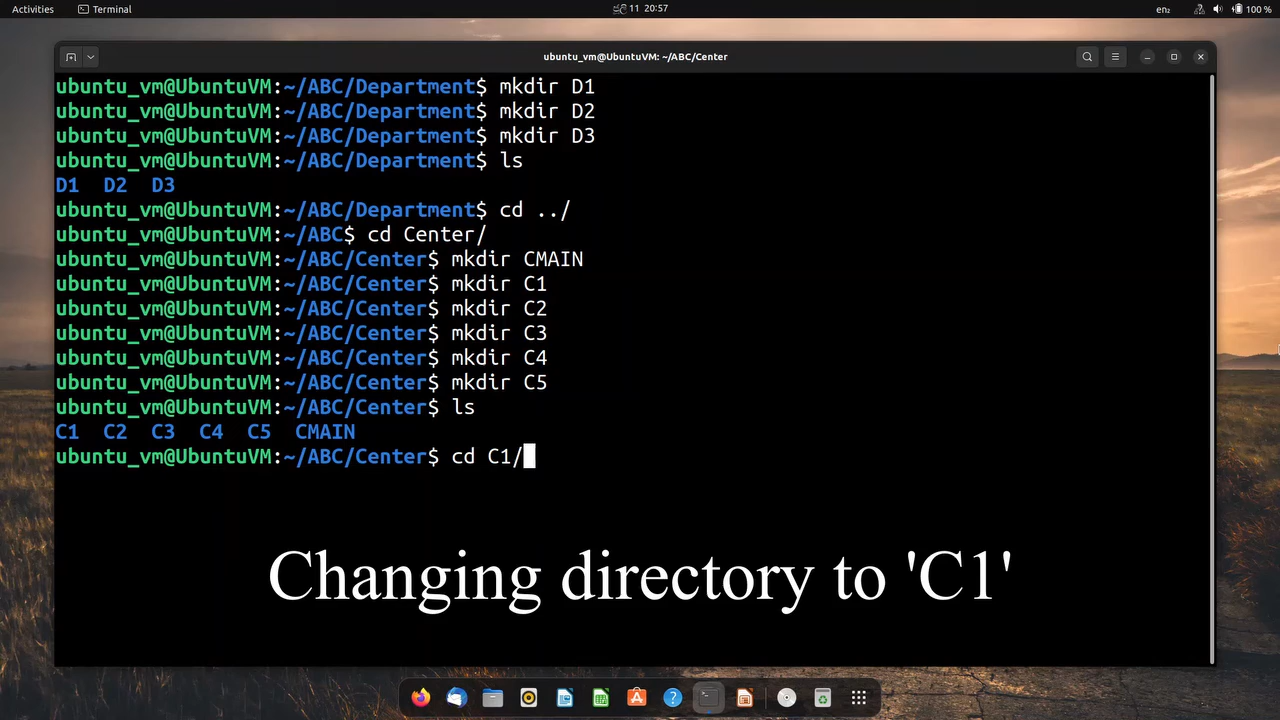 Activities Terminal 11 20:57 en₂ 100 %
ubuntu_vm@UbuntuVM: ~/ABC/Center
ubuntu_vm@UbuntuVM:~/ABC/Department$ mkdir D1
ubuntu_vm@UbuntuVM:~/ABC/Department$ mkdir D2
ubuntu_vm@UbuntuVM:~/ABC/Department$ mkdir D3
ubuntu_vm@UbuntuVM:~/ABC/Department$ ls
D1 D2 D3
ubuntu_vm@UbuntuVM:~/ABC/Department$ cd ../
ubuntu_vm@UbuntuVM:~/ABC$ cd Center/
ubuntu_vm@UbuntuVM:~/ABC/Center$ mkdir CMAIN
ubuntu_vm@UbuntuVM:~/ABC/Center$ mkdir C1
ubuntu_vm@UbuntuVM:~/ABC/Center$ mkdir C2
ubuntu_vm@UbuntuVM:~/ABC/Center$ mkdir C3
ubuntu_vm@UbuntuVM:~/ABC/Center$ mkdir C4
ubuntu_vm@UbuntuVM:~/ABC/Center$ mkdir C5
ubuntu_vm@UbuntuVM:~/ABC/Center$ ls
C1 C2 C3 C4 C5 CMAIN
ubuntu_vm@UbuntuVM:~/ABC/Center$ cd C1/
Changing directory to 'C1'